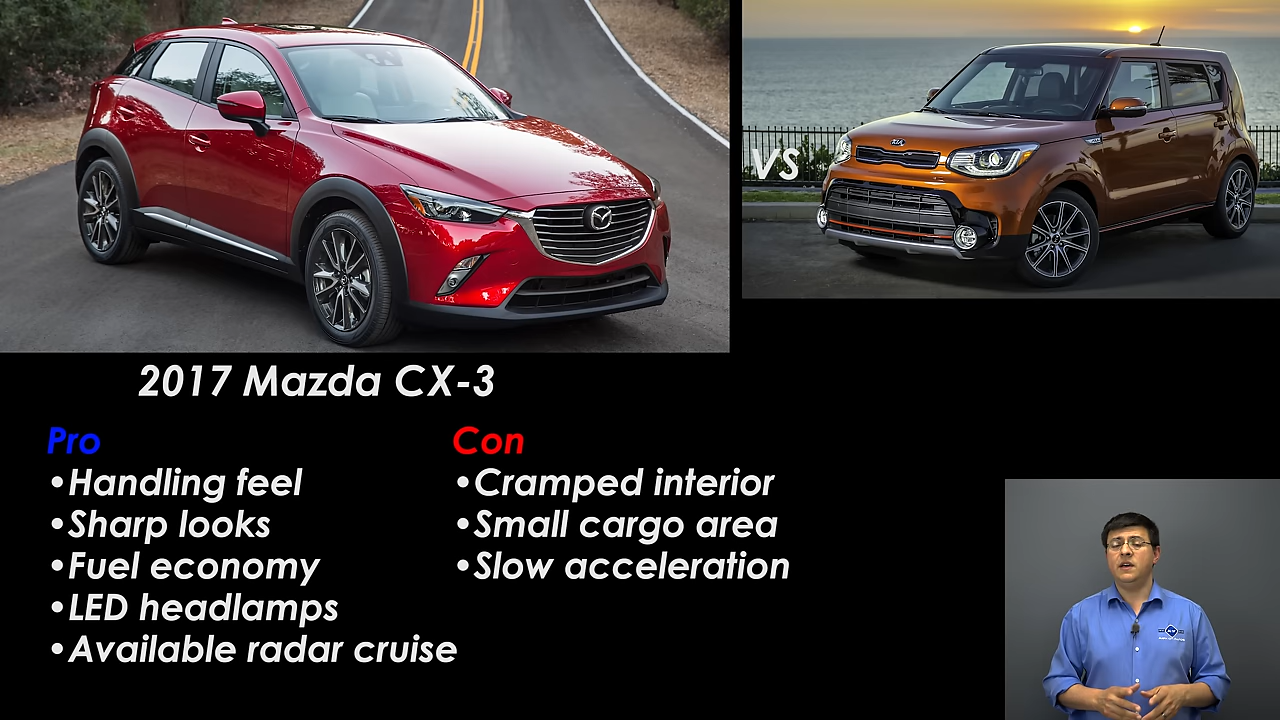 VS
KIA
2017 Mazda CX-3
Pro
•Handling feel
•Sharp looks
•Fuel economy
•LED headlamps
•Available radar cruise
Con
•Cramped interior
•Small cargo area
•Slow acceleration